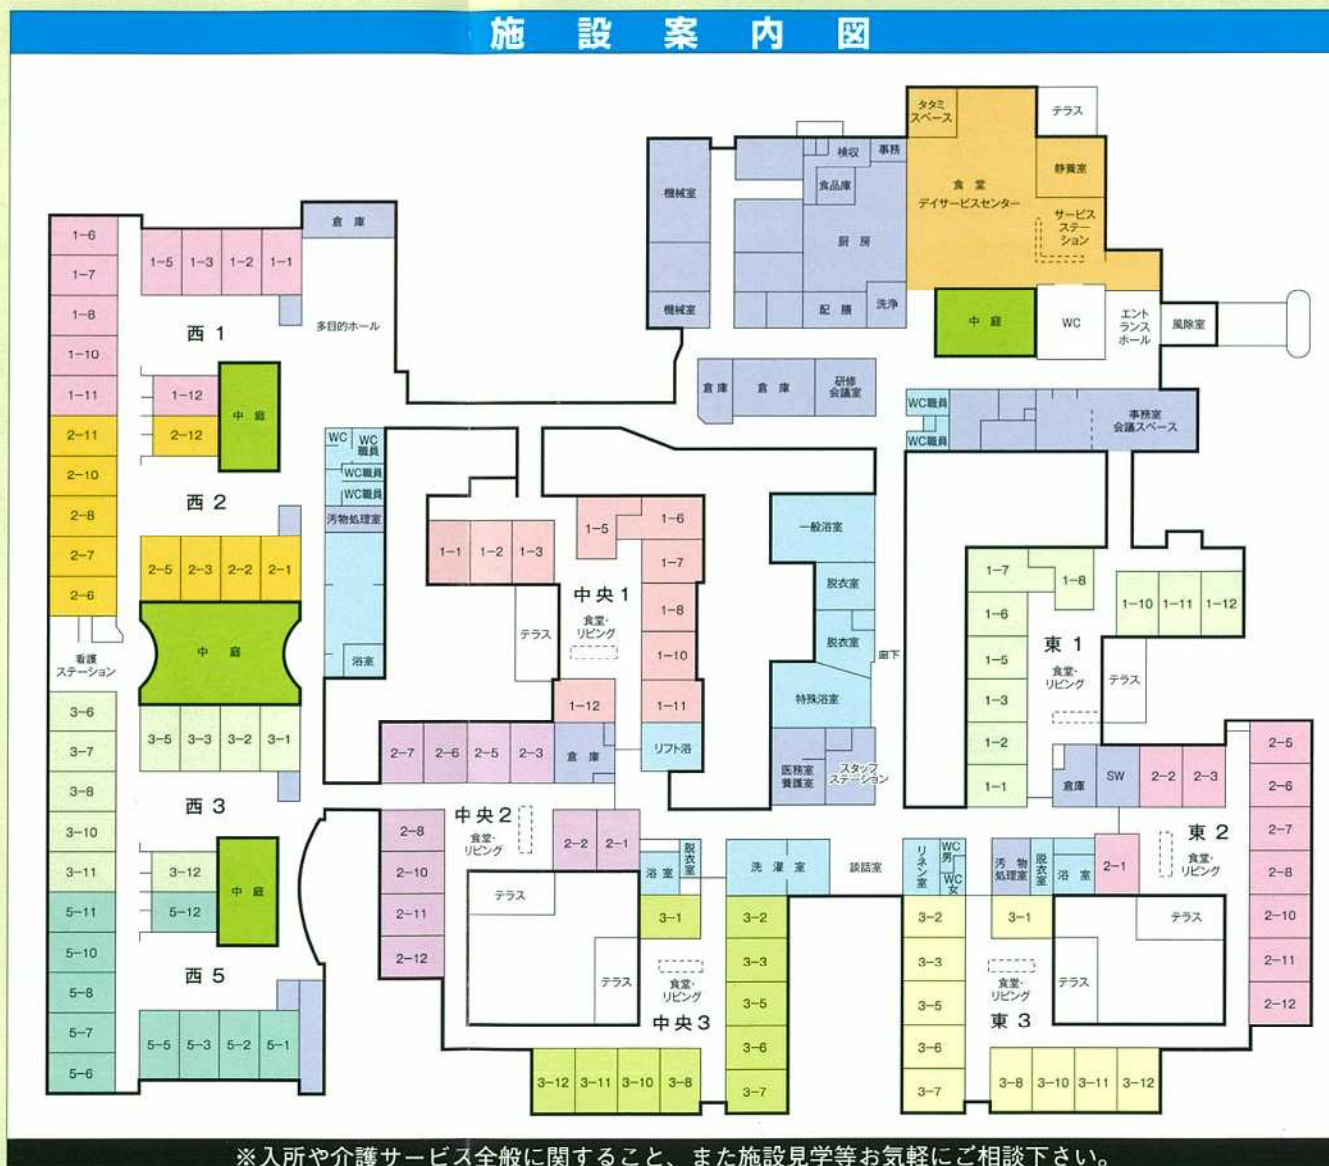 施設案内図
タタミ
スペース
テラス
検収
事務
静養室
機械室
食品庫
食堂
デイサービスセンター
サービス
ステー
ション
厨房
機械室
配膳
洗浄
中庭
WC
エント
ランス
ホール
風除室
倉庫
倉庫
研修
会議室
WC職員
WC職員
事務室
会議スペース
倉庫
多目的ホール
1-6
1-7
1-8
1-10
1-11
1-5
1-3
1-2
1-1
西1
1-12
中庭
2-11
2-10
2-8
2-7
2-6
2-12
西2
2-5
2-3
2-2
2-1
中庭
看護
ステーション
WC
WC
職員
WC職員
WC職員
汚物処理室
浴室
3-6
3-7
3-8
3-10
3-11
3-5
3-3
3-2
3-1
西3
3-12
中庭
5-11
5-10
5-8
5-7
5-6
5-12
西5
5-5
5-3
5-2
5-1
1-1
1-2
1-3
1-5
1-6
1-7
1-8
1-10
1-11
1-12
中央1
食堂・
リビング
テラス
リフト浴
一般浴室
脱衣室
脱衣室
廊下
特殊浴室
医務室
養護室
スタッフ
ステーション
2-7
2-6
2-5
2-3
倉庫
中央2
食堂・
リビング
2-8
2-10
2-11
2-12
2-2
2-1
テラス
テラス
浴室
脱衣室
洗濯室
談話室
3-1
3-2
3-3
3-5
3-6
3-7
食堂・
リビング
中央3
3-12
3-11
3-10
3-8
1-7
1-8
1-6
1-5
1-3
1-2
1-1
1-10
1-11
1-12
東1
食堂・
リビング
テラス
倉庫
SW
2-2
2-3
2-5
2-6
2-7
2-8
2-10
2-11
2-12
東2
食堂・
リビング
2-1
リネン室
WC
男
WC
女
汚物
処理室
脱衣室
浴室
テラス
テラス
3-2
3-1
3-3
3-5
3-6
3-7
食堂・
リビング
東3
3-8
3-10
3-11
3-12
※入所や介護サービス全般に関すること、また施設見学等お気軽にご相談下さい。